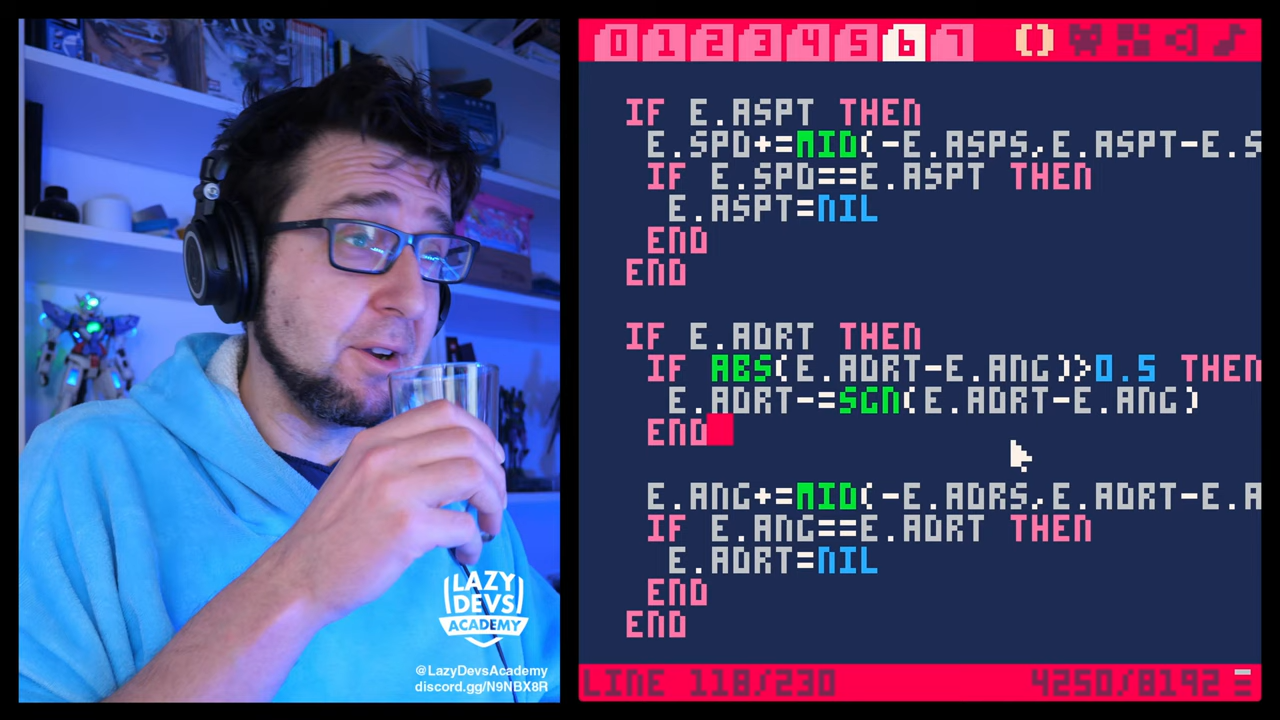 0 1 2 3 4 5 6 7 ()
IF E.ASPT THEN
E.SPD+=MID(-E.ASPS,E.ASPT-E.S
IF E.SPD==E.ASPT THEN
E.ASPT=NIL
END
END
IF E.ADRT THEN
IF ABS(E.ADRT-E.ANG)>0.5 THEN
E.ADRT-=SGN(E.ADRT-E.ANG)
END
E.ANG+=MID(-E.ADRS,E.ADRT-E.A
IF E.ANG==E.ADRT THEN
E.ADRT=NIL
END
END
LINE 118/230 4250/8192
LAZY
DEVS
ACADEMY
@LazyDevsAcademy
discord.gg/N9NBX8R